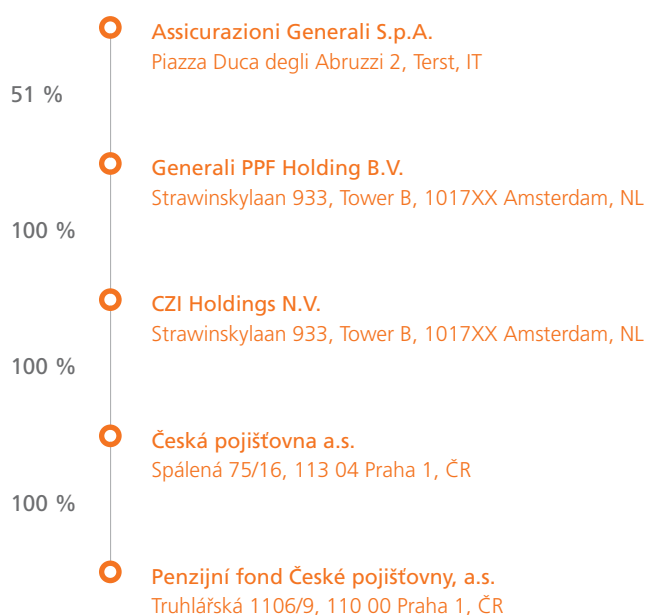 Assicurazioni Generali S.p.A.
Piazza Duca degli Abruzzi 2, Terst, IT
51 %
Generali PPF Holding B.V.
Strawinskylaan 933, Tower B, 1017XX Amsterdam, NL
100 %
CZI Holdings N.V.
Strawinskylaan 933, Tower B, 1017XX Amsterdam, NL
100 %
Česká pojišťovna a.s.
Spálená 75/16, 113 04 Praha 1, ČR
100 %
Penzijní fond České pojišťovny, a.s.
Truhlářská 1106/9, 110 00 Praha 1, ČR